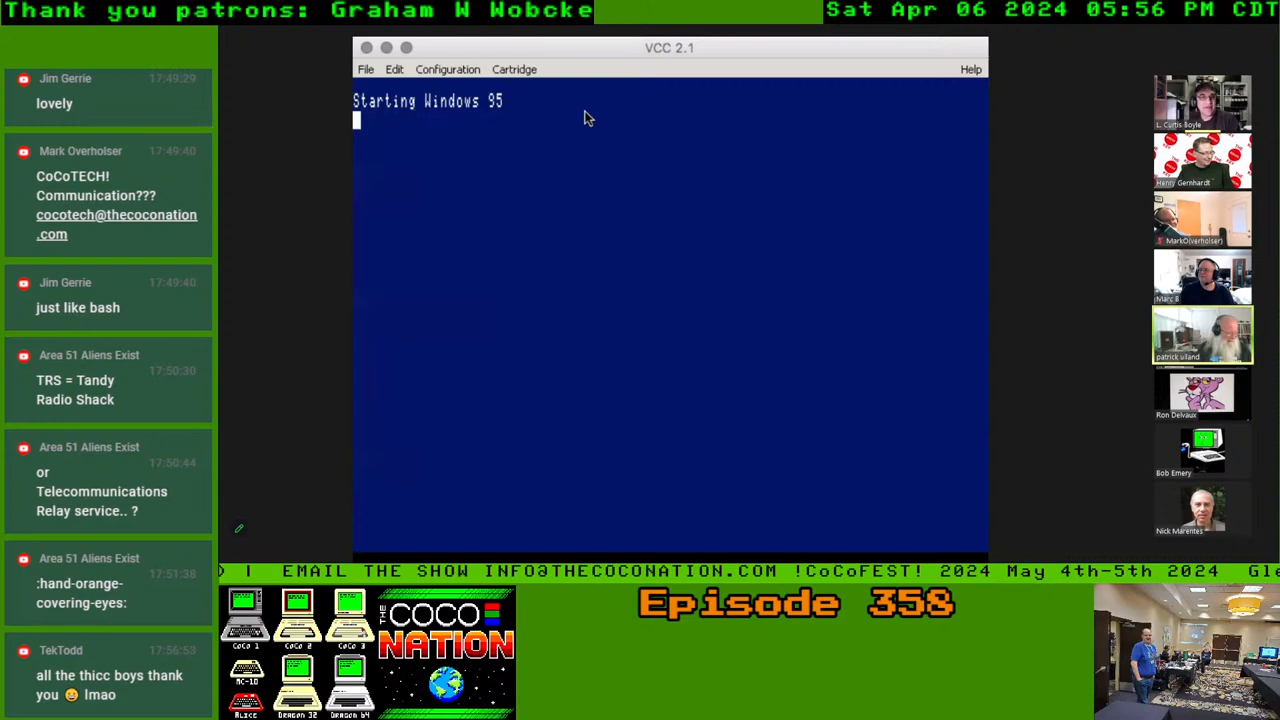 Thank you patrons: Graham W Wobcke
Sat Apr 06 2024 05:56 PM CDT
Jim Gerrie 17:49:29
lovely
Mark Overholser 17:49:40
CoCoTECH!
Communication???
cocotech@thecoconation
.com
Jim Gerrie 17:49:40
just like bash
Area 51 Aliens Exist 17:50:30
TRS = Tandy
Radio Shack
Area 51 Aliens Exist 17:50:44
or
Telecommunications
Relay service.. ?
Area 51 Aliens Exist 17:51:38
:hand-orange-
covering-eyes:
TekTodd 17:56:53
all the thicc boys thank
you 😀 lmao
VCC 2.1
File Edit Configuration Cartridge Help
Starting Windows 95
L. Curtis Boyle
Henry Gernhardt
MarkO(verholser)
Marc B
patrick ulland
Ron Delvaux
Bob Emery
Nick Marentes
EMAIL THE SHOW INFO@THECOCONATION.COM !CoCoFEST! 2024 May 4th-5th 2024 Gle
CoCo 1 CoCo 2 CoCo 3
MC-10
ALICE DRAGON 32 DRAGON 64
THE COCO
NATION
Episode 358